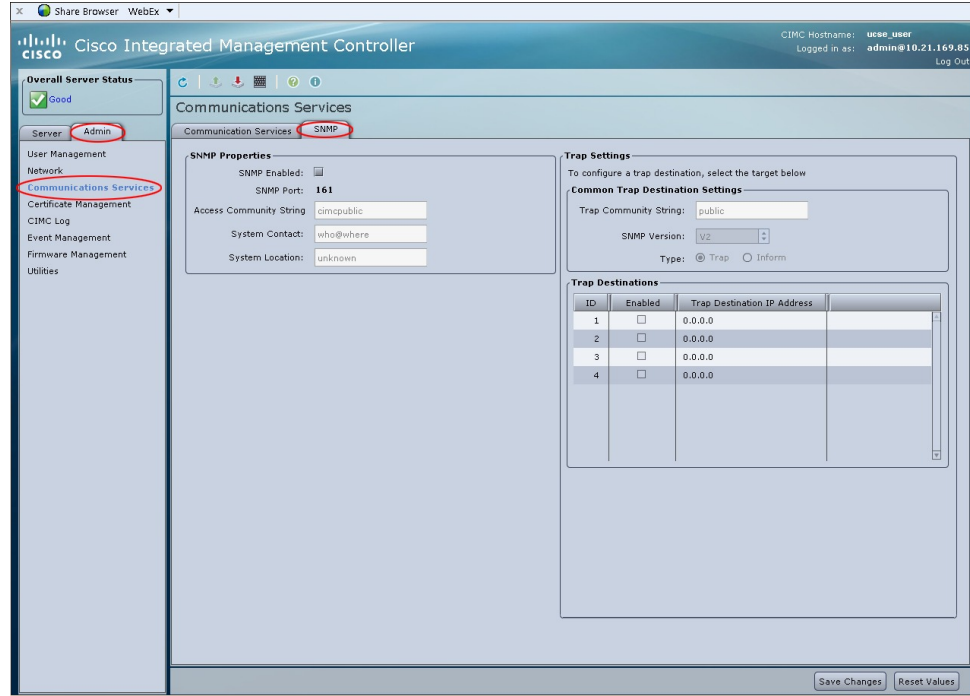 x Share Browser WebEx
CISCO Cisco Integrated Management Controller
CIMC Hostname: ucse_user
Logged in as: admin@10.21.169.85
Log Out
Overall Server Status
Good
Server Admin
User Management
Network
Communications Services
Certificate Management
CIMC Log
Event Management
Firmware Management
Utilities
Communications Services
Communication Services SNMP
SNMP Properties
SNMP Enabled:
SNMP Port: 161
Access Community String cimcpublic
System Contact: who@where
System Location: unknown
Trap Settings
To configure a trap destination, select the target below
Common Trap Destination Settings
Trap Community String: public
SNMP Version: V2
Type: Trap Inform
Trap Destinations
ID Enabled Trap Destination IP Address
1 0.0.0.0
2 0.0.0.0
3 0.0.0.0
4 0.0.0.0
Save Changes Reset Values